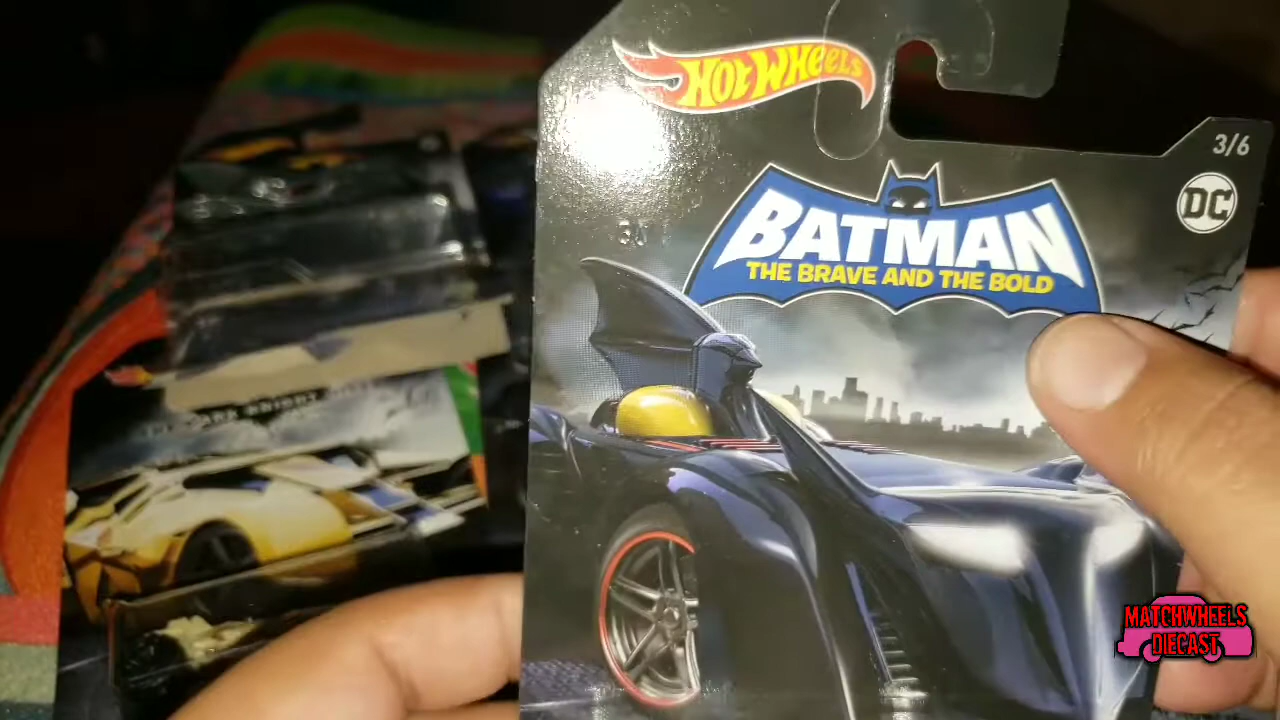 HOT WHEELS
3/6
DC
BATMAN
THE BRAVE AND THE BOLD
MATCHWHEELS
DIECAST